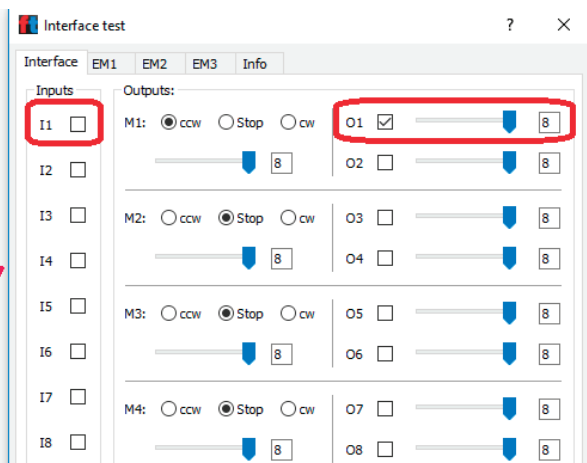 Interface test ? ×
Interface EM1 EM2 EM3 Info
Inputs Outputs:
I1 M1: ccw Stop cw O1 8
I2 8 O2 8
I3 M2: ccw Stop cw O3 8
I4 8 O4 8
I5 M3: ccw Stop cw O5 8
I6 8 O6 8
I7 M4: ccw Stop cw O7 8
I8 8 O8 8